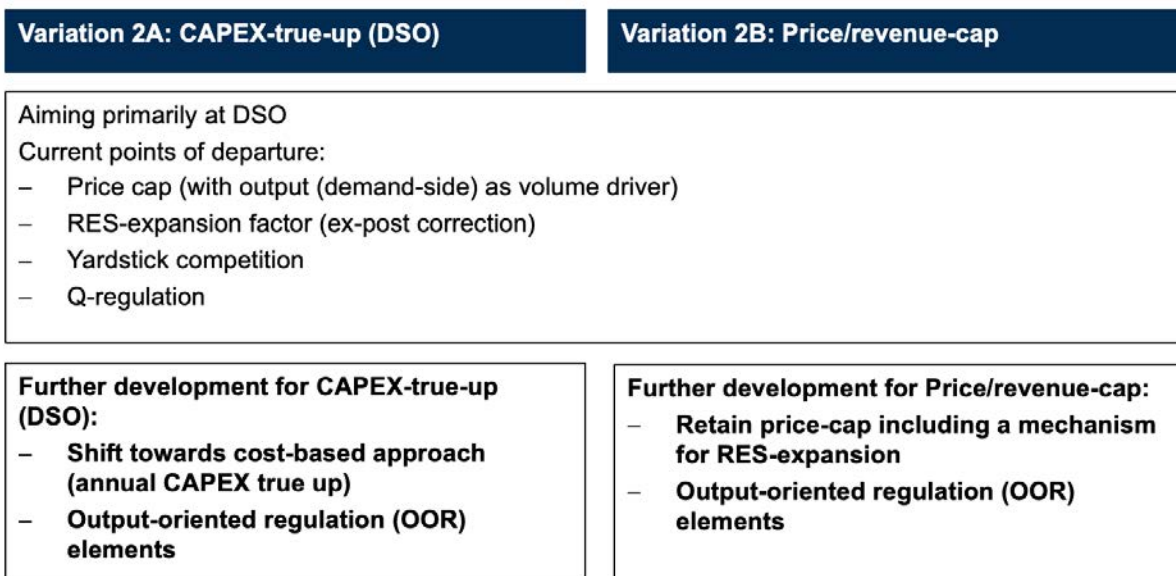 Variation 2A: CAPEX-true-up (DSO)
Variation 2B: Price/revenue-cap
Aiming primarily at DSO
Current points of departure:
– Price cap (with output (demand-side) as volume driver)
– RES-expansion factor (ex-post correction)
– Yardstick competition
– Q-regulation
Further development for CAPEX-true-up
(DSO):
– Shift towards cost-based approach
(annual CAPEX true up)
– Output-oriented regulation (OOR)
elements
Further development for Price/revenue-cap:
– Retain price-cap including a mechanism
for RES-expansion
– Output-oriented regulation (OOR)
elements